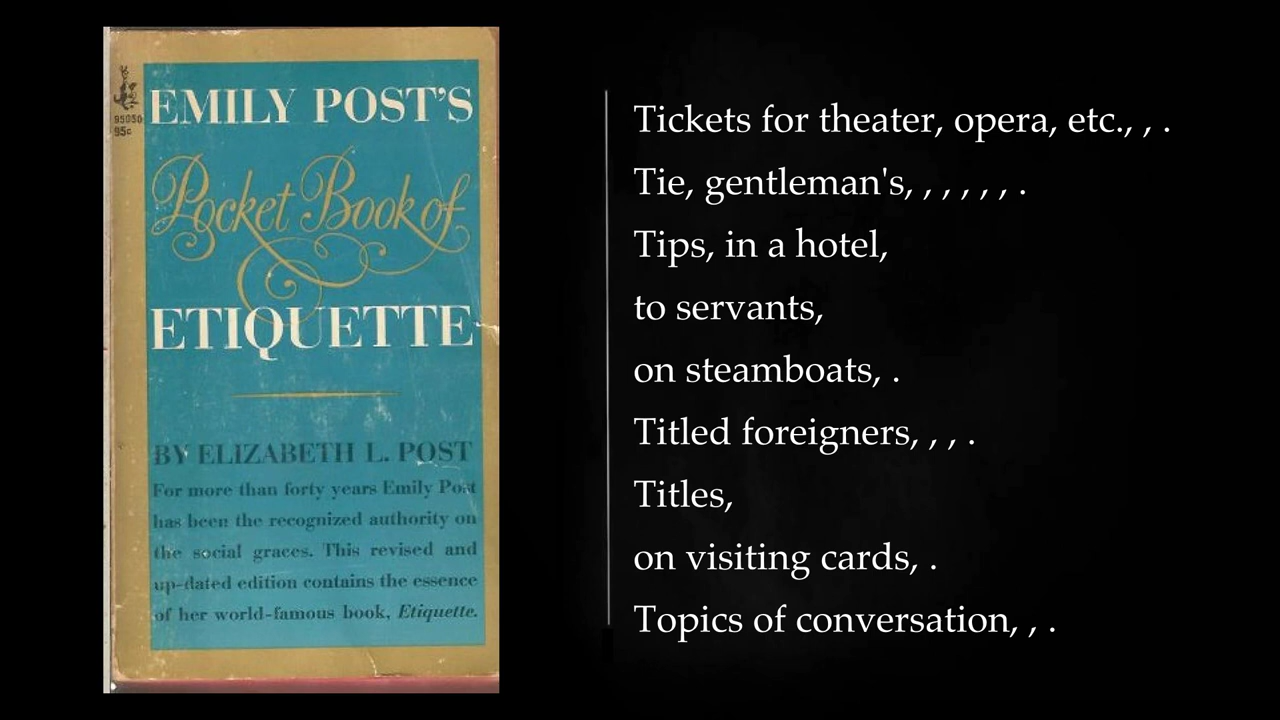 95050
95c
EMILY POST'S
Pocket Book of
ETIQUETTE
BY ELIZABETH L. POST
For more than forty years Emily Post
has been the recognized authority on
the social graces. This revised and
up-dated edition contains the essence
of her world-famous book, Etiquette.
Tickets for theater, opera, etc., , .
Tie, gentleman's, , , , , , .
Tips, in a hotel,
to servants,
on steamboats, .
Titled foreigners, , , .
Titles,
on visiting cards, .
Topics of conversation, , .